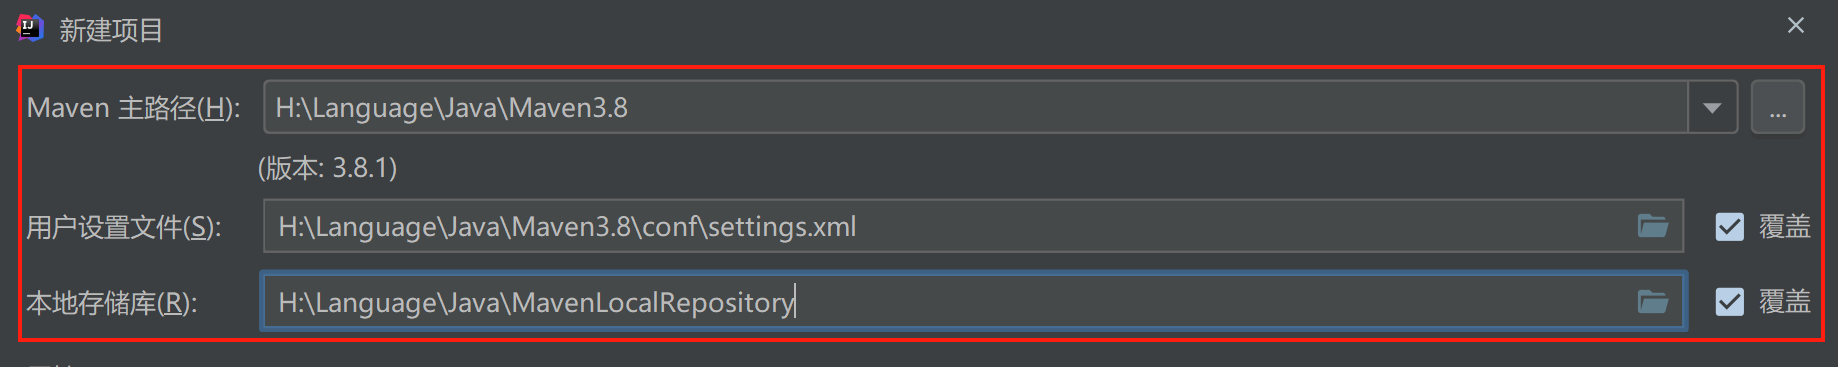 新建项目
Maven 主路径(H): H:\Language\Java\Maven3.8 ...
(版本: 3.8.1)
用户设置文件(S): H:\Language\Java\Maven3.8\conf\settings.xml 覆盖
本地存储库(R): H:\Language\Java\MavenLocalRepository 覆盖